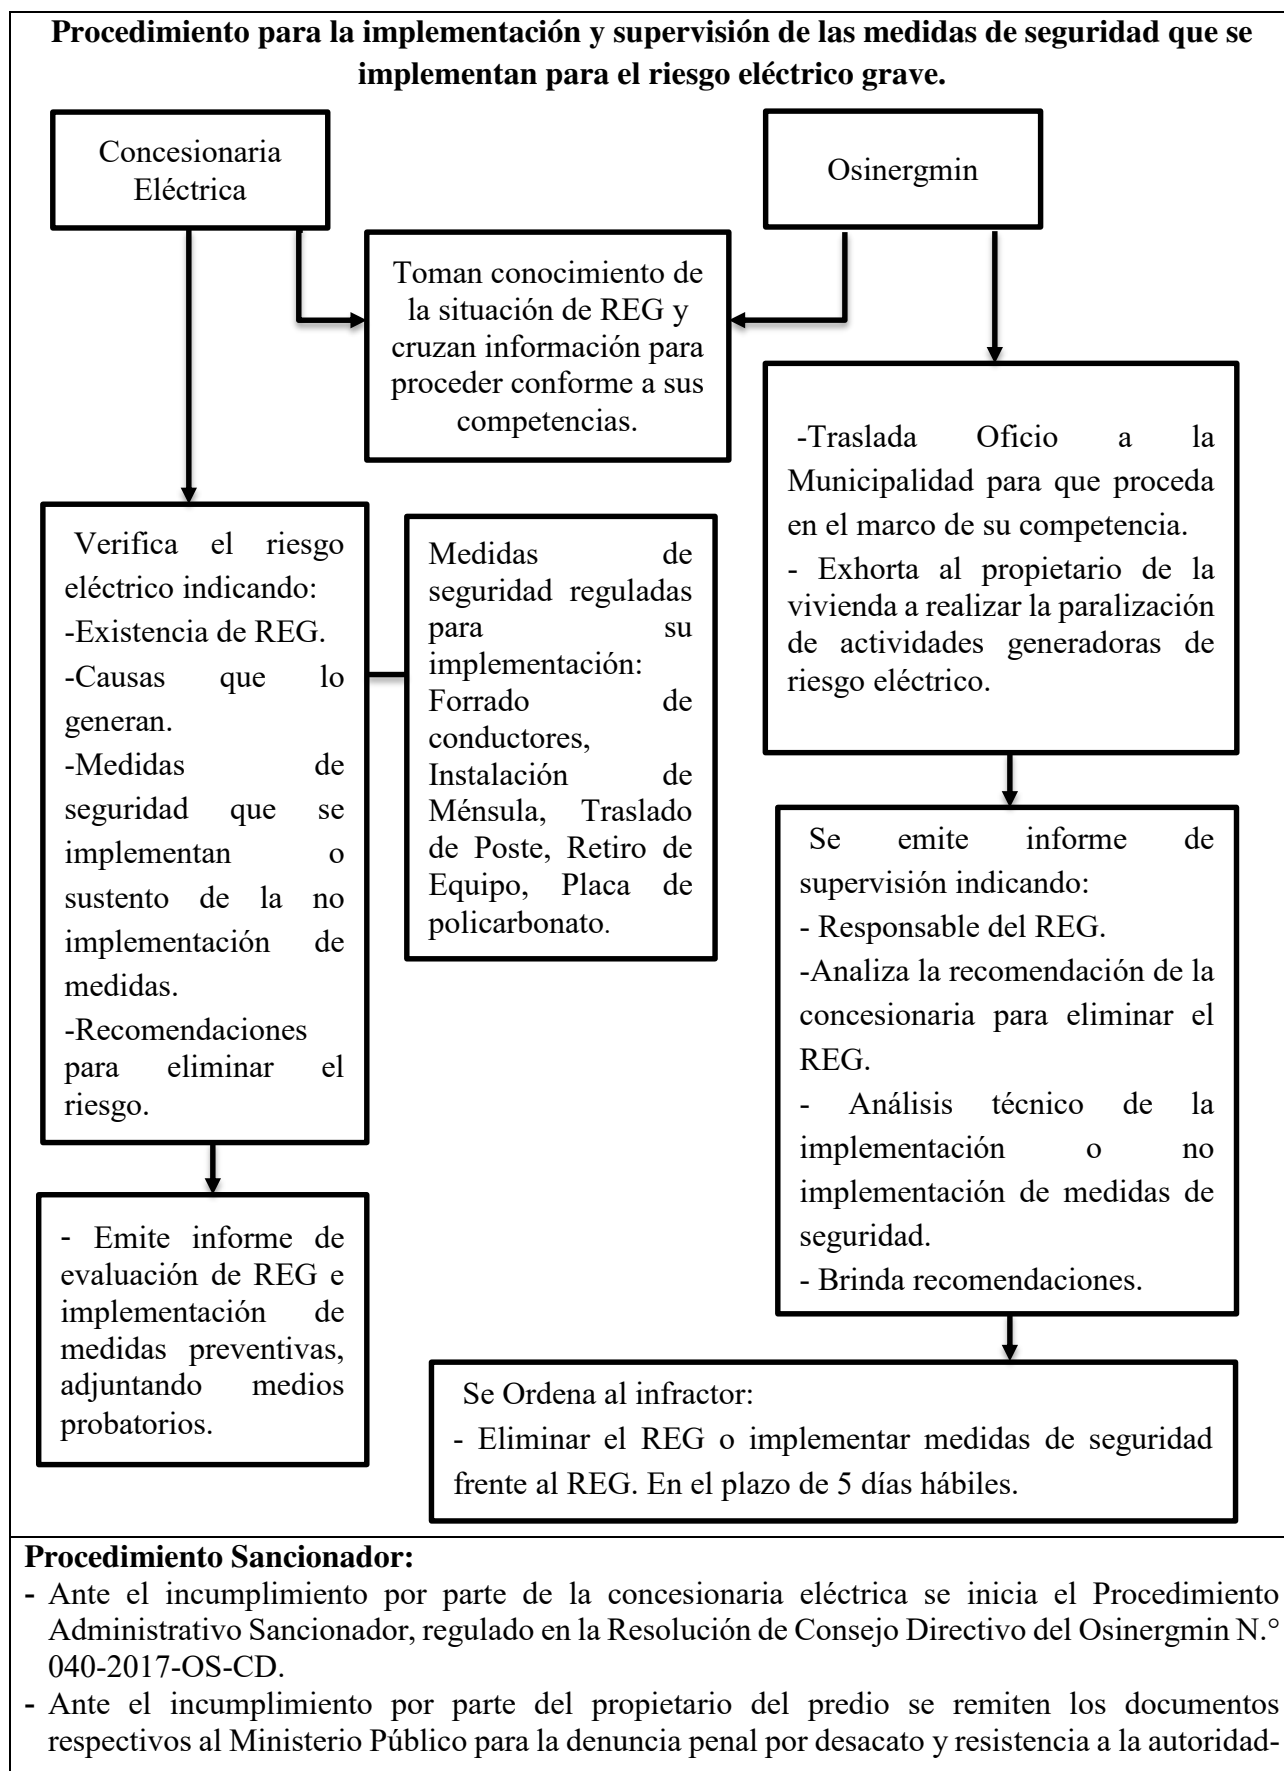 Procedimiento para la implementación y supervisión de las medidas de seguridad que se
implementan para el riesgo eléctrico grave.
Concesionaria
Eléctrica
Osinergmin
Toman conocimiento de
la situación de REG y
cruzan información para
proceder conforme a sus
competencias.
-Traslada Oficio a la
Municipalidad para que proceda
en el marco de su competencia.
- Exhorta al propietario de la
vivienda a realizar la paralización
de actividades generadoras de
riesgo eléctrico.
Verifica el riesgo
eléctrico indicando:
-Existencia de REG.
-Causas que lo
generan.
-Medidas de
seguridad que se
implementan o
sustento de la no
implementación de
medidas.
-Recomendaciones
para eliminar el
riesgo.
Medidas de
seguridad reguladas
para su
implementación:
Forrado de
conductores,
Instalación de
Ménsula, Traslado
de Poste, Retiro de
Equipo, Placa de
policarbonato.
Se emite informe de
supervisión indicando:
- Responsable del REG.
-Analiza la recomendación de la
concesionaria para eliminar el
REG.
- Análisis técnico de la
implementación o no
implementación de medidas de
seguridad.
- Brinda recomendaciones.
- Emite informe de
evaluación de REG e
implementación de
medidas preventivas,
adjuntando medios
probatorios.
Se Ordena al infractor:
- Eliminar el REG o implementar medidas de seguridad
frente al REG. En el plazo de 5 días hábiles.
Procedimiento Sancionador:
- Ante el incumplimiento por parte de la concesionaria eléctrica se inicia el Procedimiento
Administrativo Sancionador, regulado en la Resolución de Consejo Directivo del Osinergmin N.°
040-2017-OS-CD.
- Ante el incumplimiento por parte del propietario del predio se remiten los documentos
respectivos al Ministerio Público para la denuncia penal por desacato y resistencia a la autoridad-